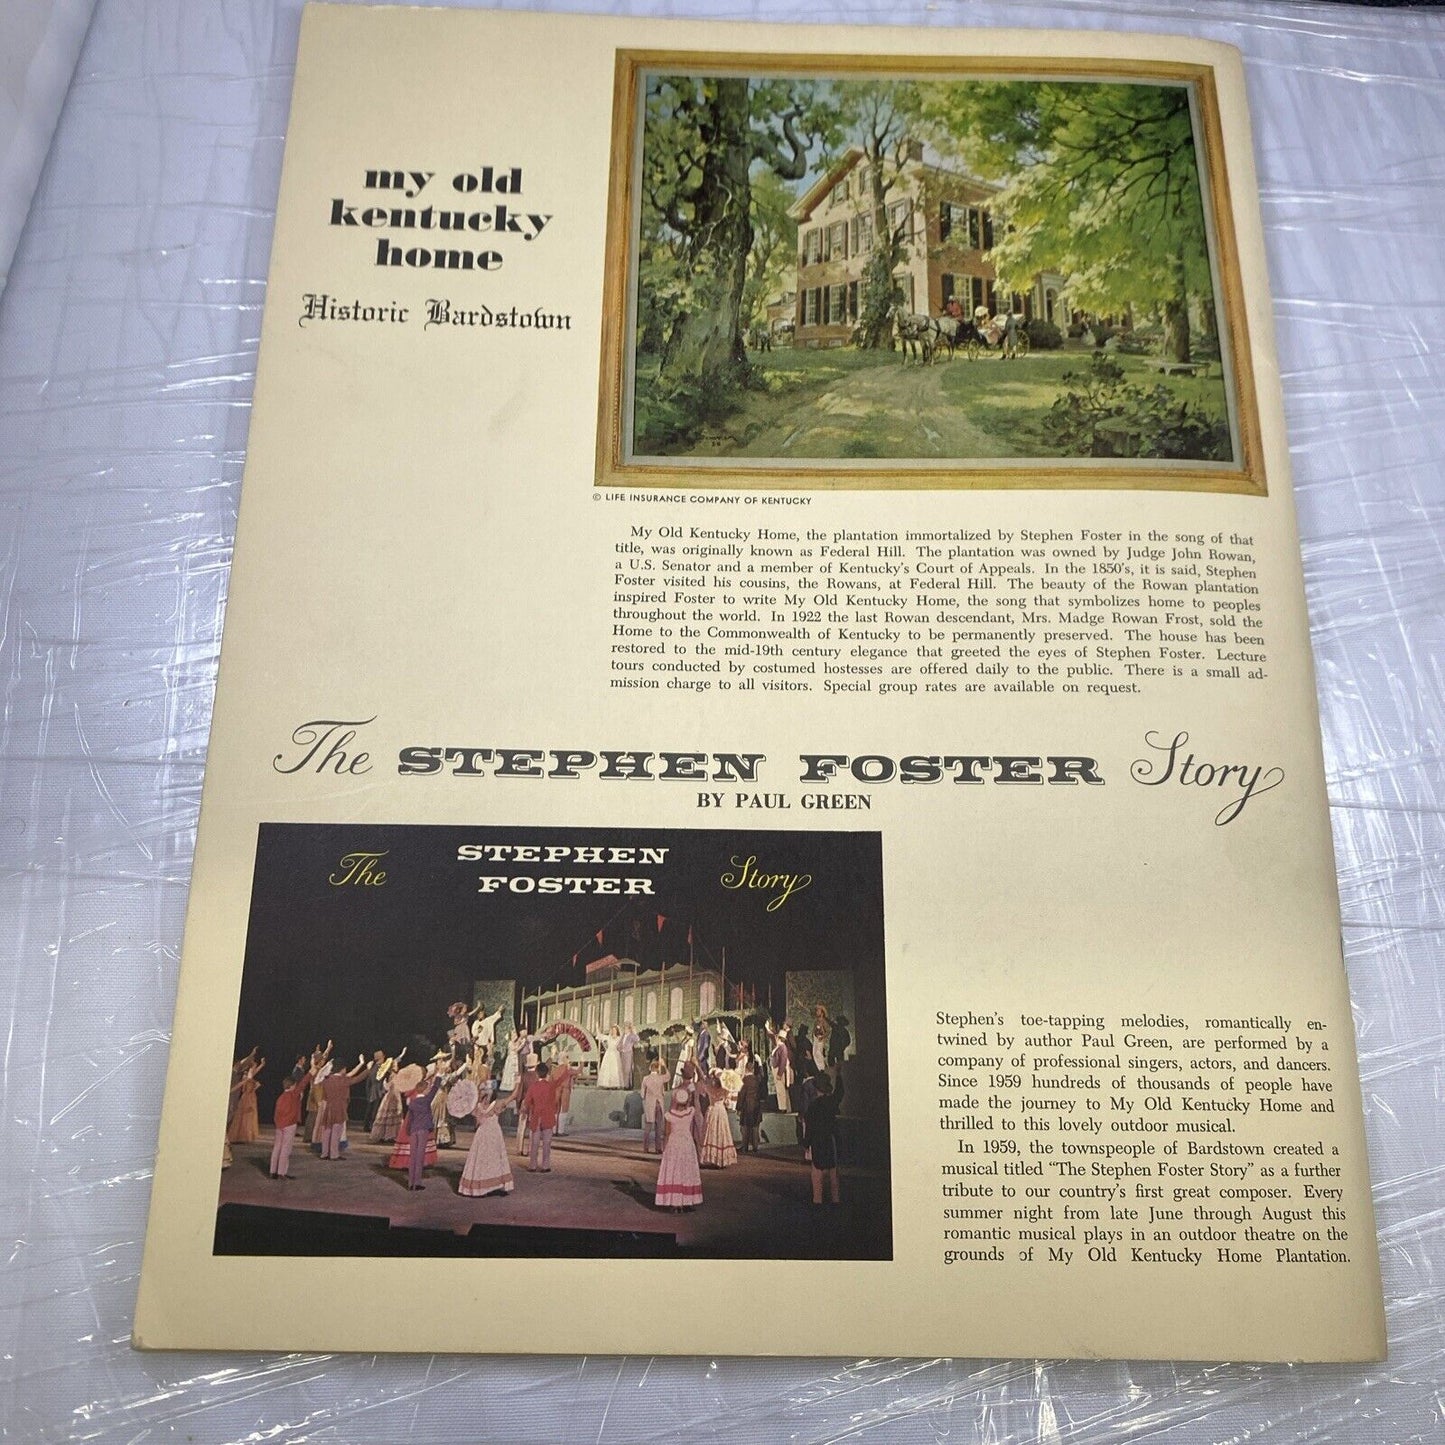 my old
kentucky
home
Historic Bardstown
© LIFE INSURANCE COMPANY OF KENTUCKY
My Old Kentucky Home, the plantation immortalized by Stephen Foster in the song of that
title, was originally known as Federal Hill. The plantation was owned by Judge John Rowan,
a U.S. Senator and a member of Kentucky's Court of Appeals. In the 1850's, it is said, Stephen
Foster visited his cousins, the Rowans, at Federal Hill. The beauty of the Rowan plantation
inspired Foster to write My Old Kentucky Home, the song that symbolizes home to peoples
throughout the world. In 1922 the last Rowan descendant, Mrs. Madge Rowan Frost, sold the
Home to the Commonwealth of Kentucky to be permanently preserved. The house has been
restored to the mid-19th century elegance that greeted the eyes of Stephen Foster. Lecture
tours conducted by costumed hostesses are offered daily to the public. There is a small ad-
mission charge to all visitors. Special group rates are available on request.
The STEPHEN FOSTER Story
BY PAUL GREEN
The STEPHEN Story
FOSTER
Stephen's toe-tapping melodies, romantically en-
twined by author Paul Green, are performed by a
company of professional singers, actors, and dancers.
Since 1959 hundreds of thousands of people have
made the journey to My Old Kentucky Home and
thrilled to this lovely outdoor musical.
In 1959, the townspeople of Bardstown created a
musical titled "The Stephen Foster Story" as a further
tribute to our country's first great composer. Every
summer night from late June through August this
romantic musical plays in an outdoor theatre on the
grounds of My Old Kentucky Home Plantation.